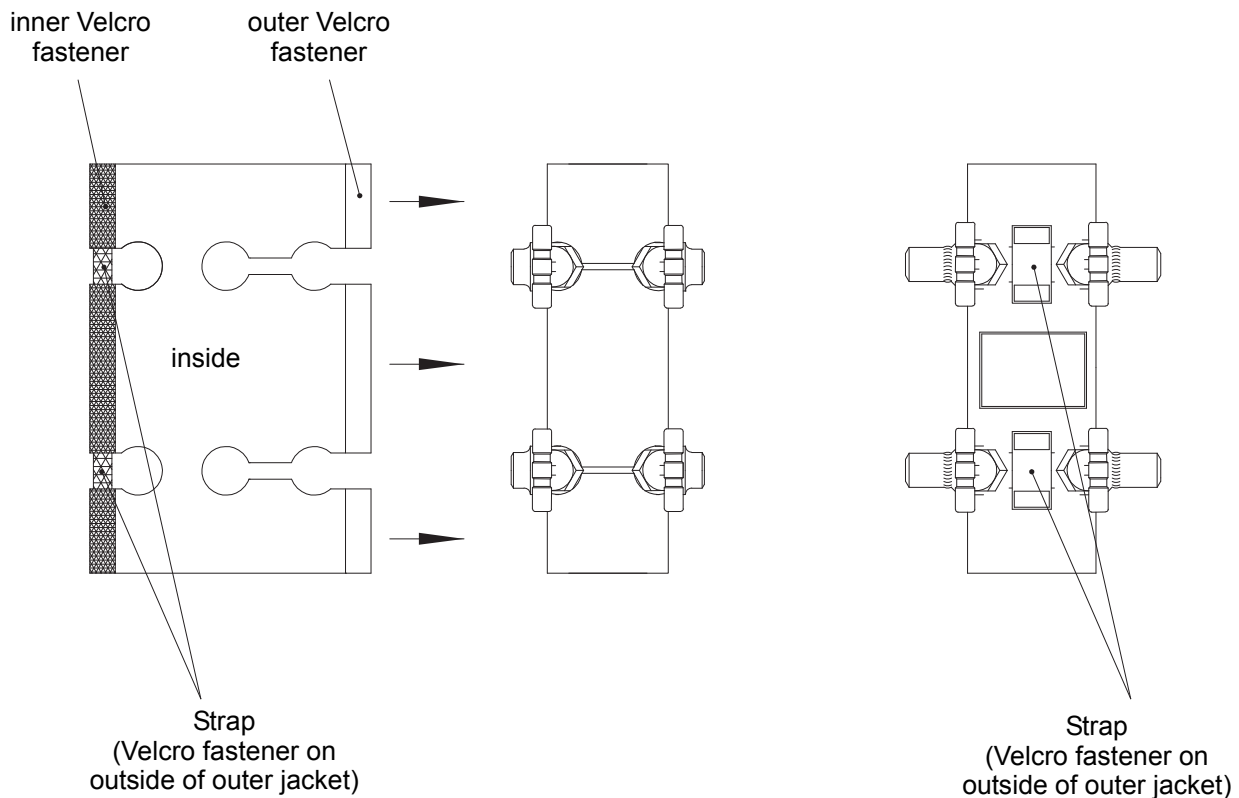 inner Velcro
fastener
outer Velcro
fastener
inside
Strap
(Velcro fastener on
outside of outer jacket)
Strap
(Velcro fastener on
outside of outer jacket)